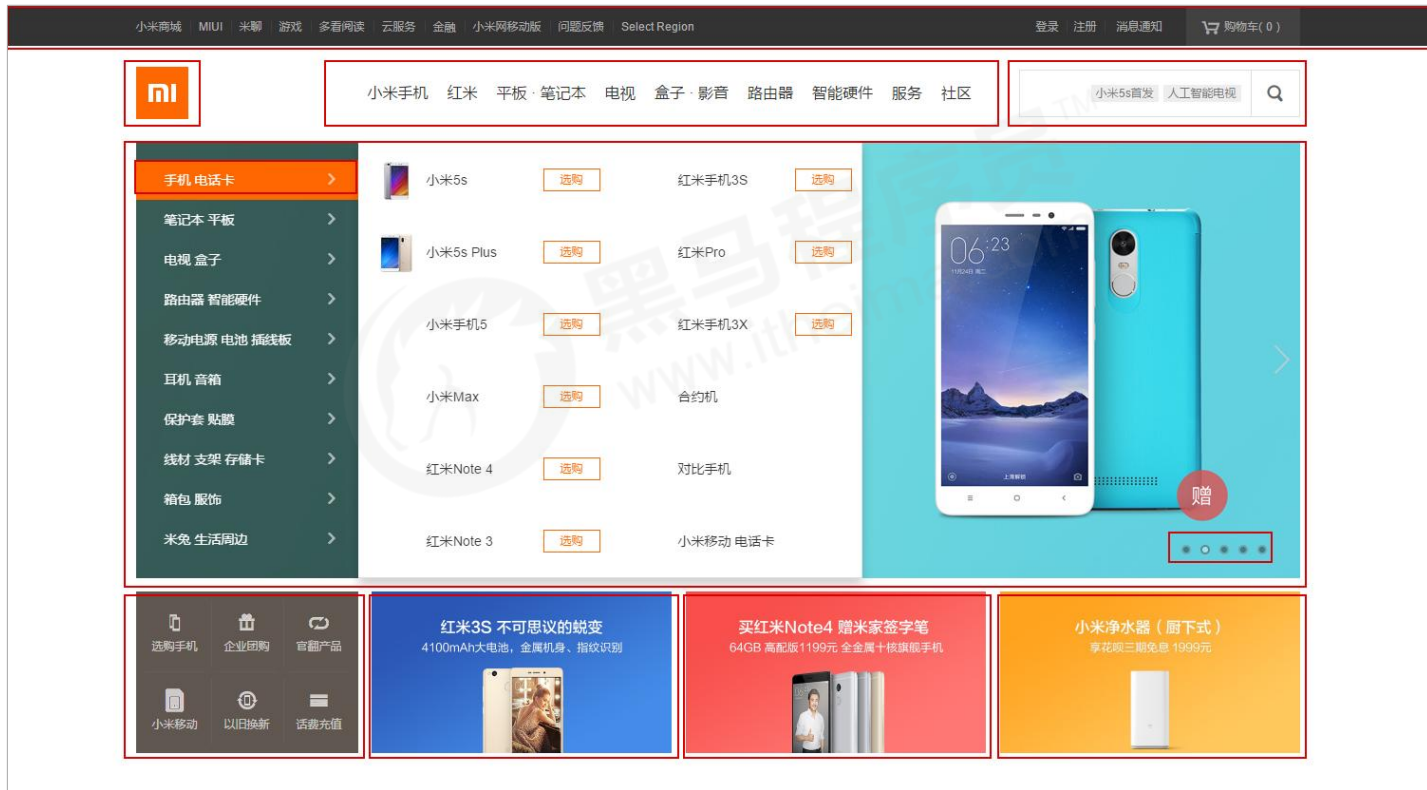 小米商城 MIUI 米聊 游戏 多看阅读 云服务 金融 小米网移动版 问题反馈 Select Region 登录 注册 消息通知 购物车( 0 )
小米手机 红米 平板 · 笔记本 电视 盒子 · 影音 路由器 智能硬件 服务 社区 小米5s首发 人工智能电视
手机 电话卡
笔记本 平板
电视 盒子
路由器 智能硬件
移动电源 电池 插线板
耳机 音箱
保护套 贴膜
线材 支架 存储卡
箱包 服饰
米兔 生活周边
小米5s 选购 红米手机3S 选购
小米5s Plus 选购 红米Pro 选购
小米手机5 选购 红米手机3X 选购
小米Max 选购 合约机
红米Note 4 选购 对比手机
红米Note 3 选购 小米移动 电话卡
06:23
赠
选购手机 企业团购 官翻产品
小米移动 以旧换新 话费充值
红米3S 不可思议的蜕变
4100mAh大电池，金属机身、指纹识别
买红米Note4 赠米家签字笔
64GB 高配版1199元 全金属十核旗舰手机
小米净水器（厨下式）
享花呗三期免息 1999元
黑马程序员 TM
www.itheima.com